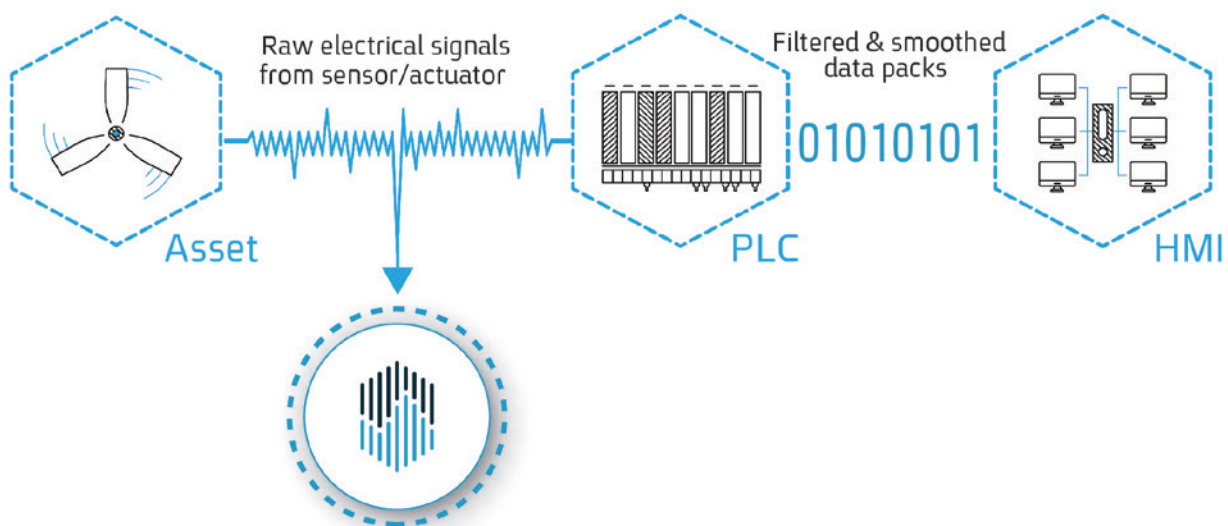 Raw electrical signals
from sensor/actuator
Filtered & smoothed
data packs
01010101
Asset
PLC
HMI